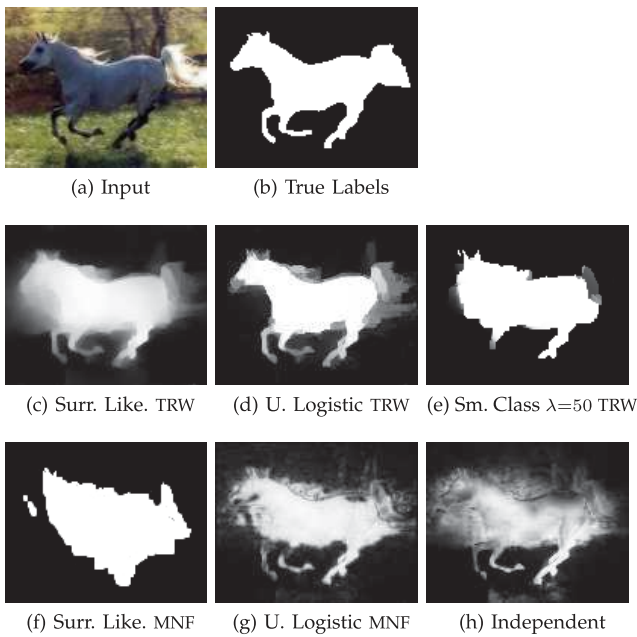 (a) Input
(b) True Labels
(c) Surr. Like. TRW
(d) U. Logistic TRW
(e) Sm. Class λ=50 TRW
(f) Surr. Like. MNF
(g) U. Logistic MNF
(h) Independent